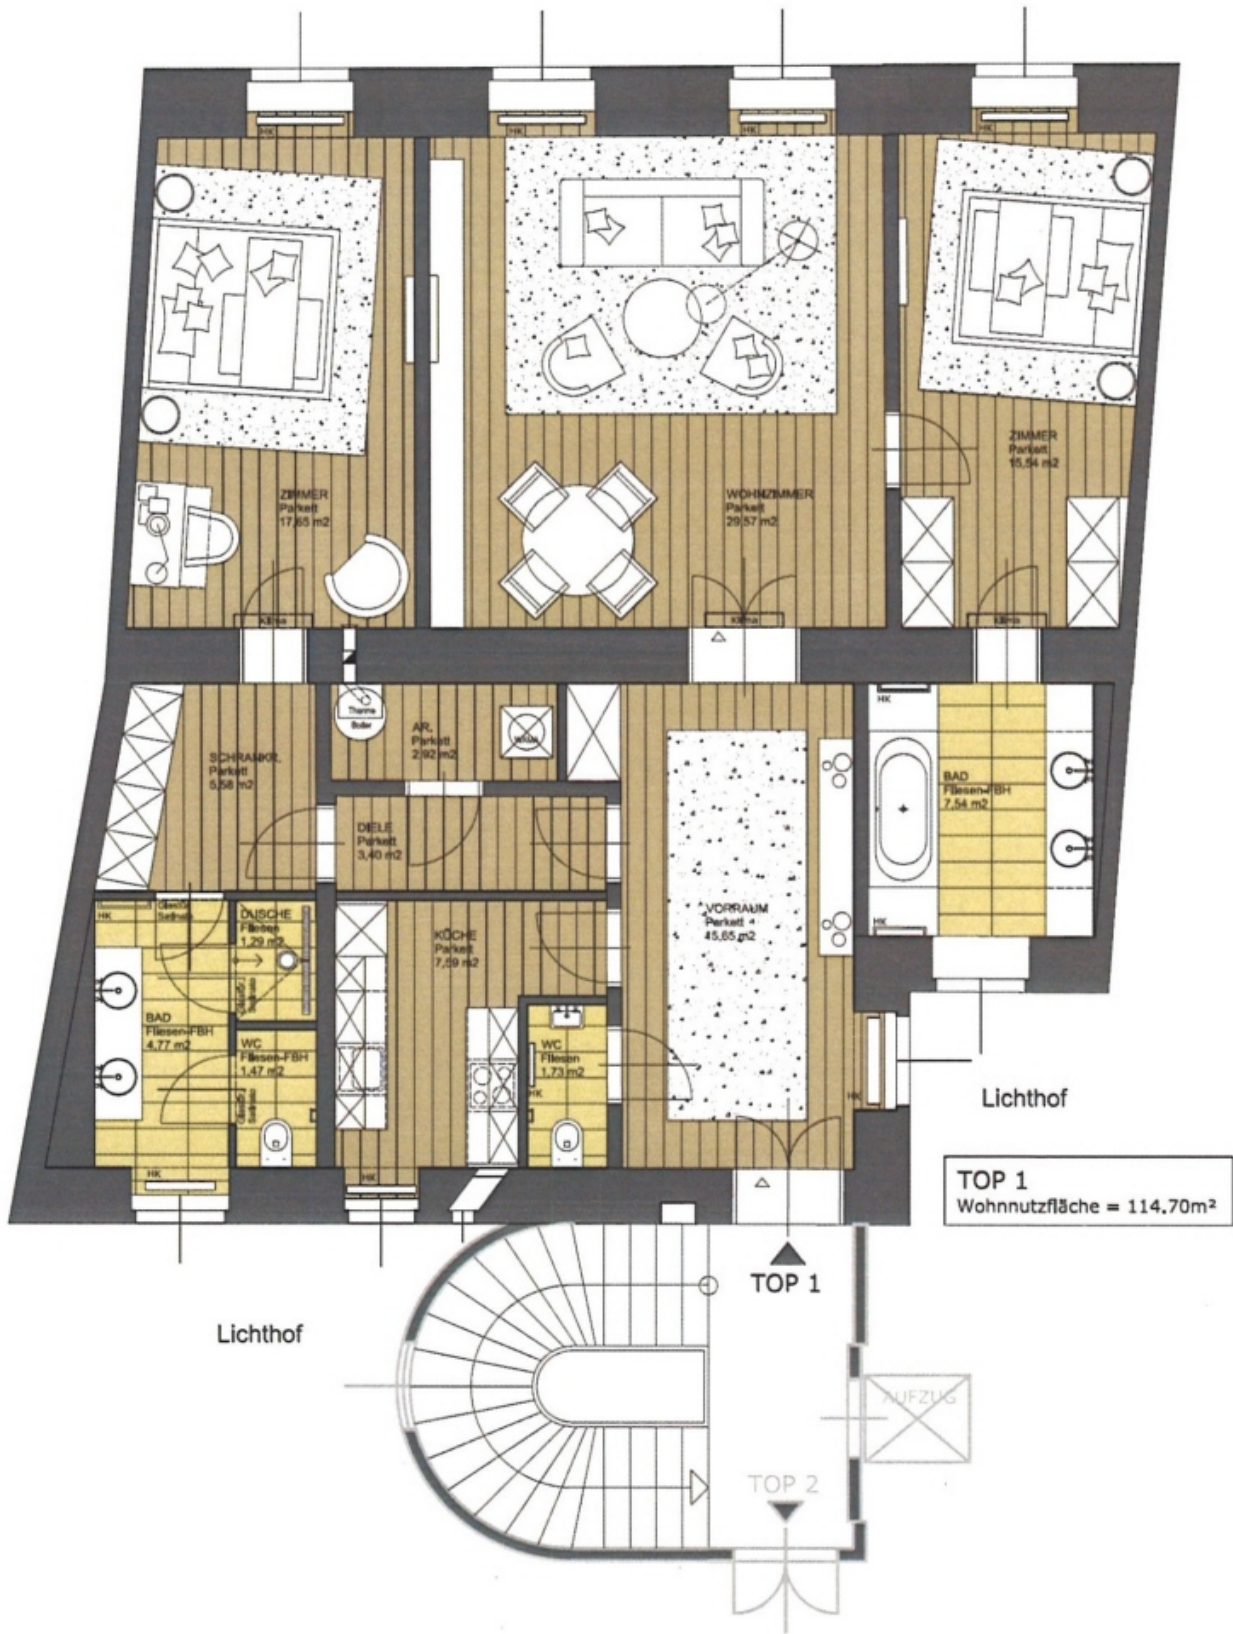 HK
HK
HK
HK
ZIMMER
Parkett
17,65 m2
WOHNZIMMER
Parkett
29,57 m2
ZIMMER
Parkett
15,54 m2
Klima
Klima
Klima
Therme
Boiler
AR.
Parkett
2,92 m2
WaMa
SCHRANKR.
Parkett
5,58 m2
DIELE
Parkett
3,40 m2
HK
BAD
Fliesen-FBH
7,54 m2
HK
VORRAUM
Parkett
15,65 m2
HK
DUSCHE
Fliesen
1,29 m2
KÜCHE
Parkett
7,59 m2
BAD
Fliesen-FBH
4,77 m2
WC
Fliesen-FBH
1,47 m2
WC
Fliesen
1,73 m2
HK
HK
HK
HK
Lichthof
TOP 1
Wohnnutzfläche = 114.70m²
TOP 1
Lichthof
AUFZUG
TOP 2